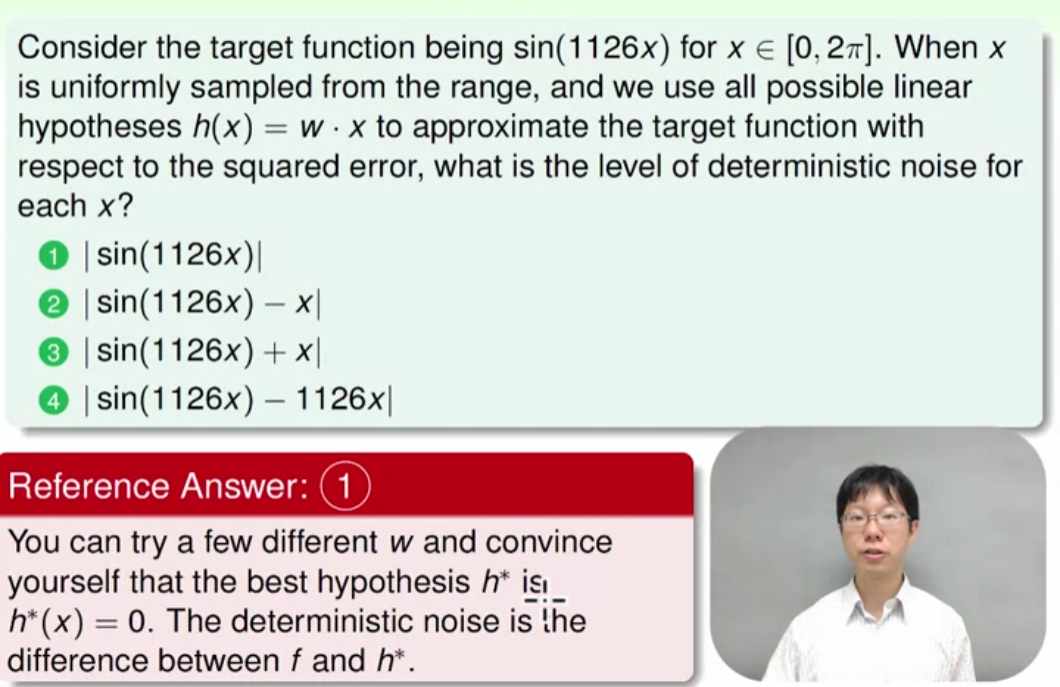 Consider the target function being sin(1126x) for x ∈ [0, 2π]. When x
is uniformly sampled from the range, and we use all possible linear
hypotheses h(x) = w · x to approximate the target function with
respect to the squared error, what is the level of deterministic noise for
each x?
1 |sin(1126x)|
2 |sin(1126x) − x|
3 |sin(1126x) + x|
4 |sin(1126x) − 1126x|
Reference Answer: 1
You can try a few different w and convince
yourself that the best hypothesis h* is
h*(x) = 0. The deterministic noise is the
difference between f and h*.